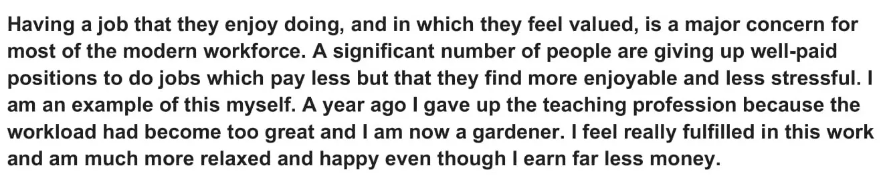 Having a job that they enjoy doing, and in which they feel valued, is a major concern for
most of the modern workforce. A significant number of people are giving up well-paid
positions to do jobs which pay less but that they find more enjoyable and less stressful. I
am an example of this myself. A year ago I gave up the teaching profession because the
workload had become too great and I am now a gardener. I feel really fulfilled in this work
and am much more relaxed and happy even though I earn far less money.